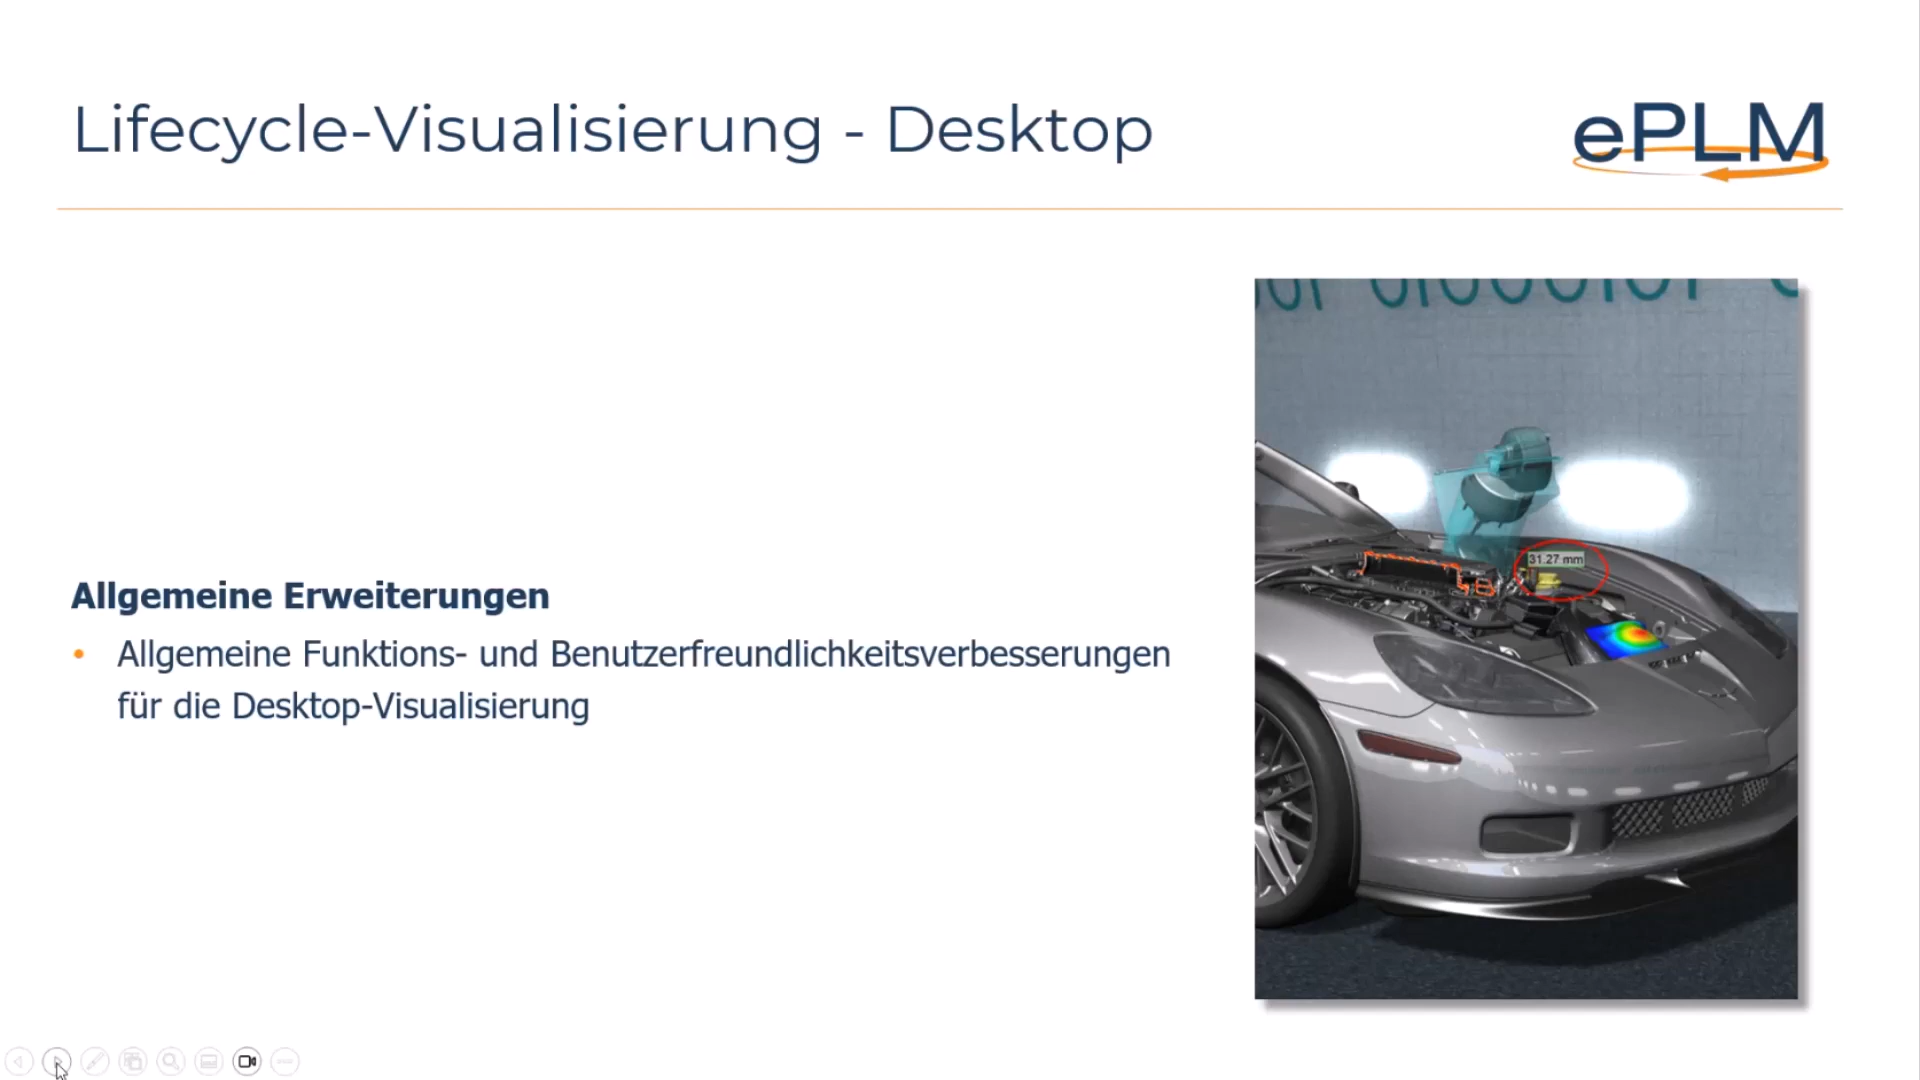 Lifecycle-Visualisierung - Desktop
ePLM
31.27 mm
Allgemeine Erweiterungen
• Allgemeine Funktions- und Benutzerfreundlichkeitsverbesserungen
für die Desktop-Visualisierung